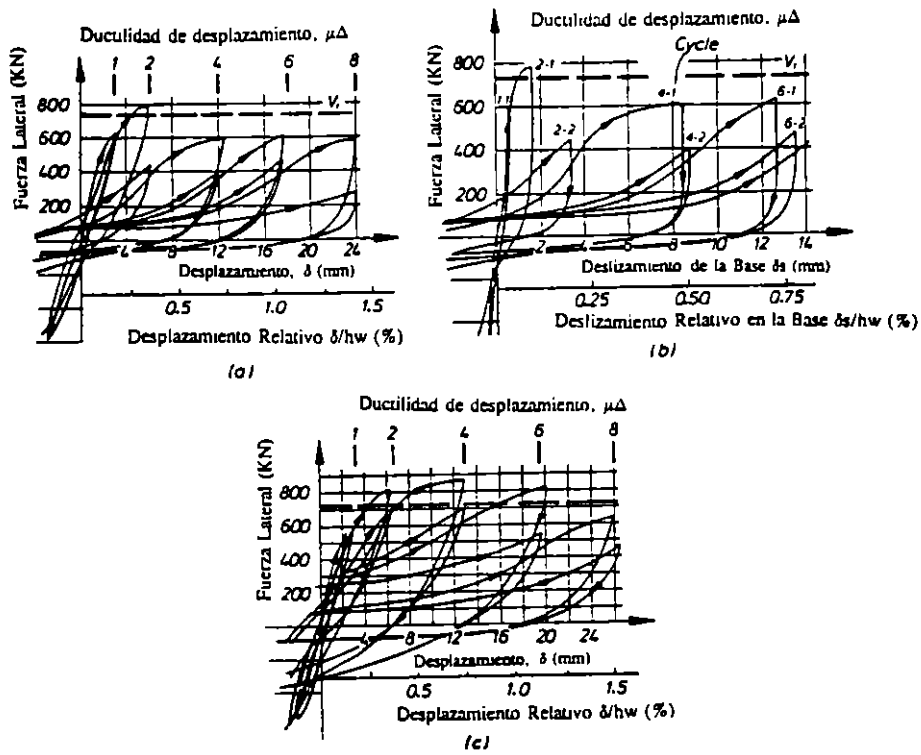 Ductulidad de desplazamiento, μΔ
1 2 4 6 8
Fuerza Lateral (KN)
800
600
400
200
4 8 12 16 20 24
Desplazamiento, δ (mm)
0.5 1.0 1.5
Desplazamiento Relativo δ/hw (%)
(a)
Ductilidad de desplazamiento, μΔ
Cycle
Fuerza Lateral (KN)
800
600
400
200
2-1
2-2
4-1
4-2
6-1
6-2
2 4 8 10 12 14
Deslizamiento de la Base δs (mm)
0.25 0.50 0.75
Deslizamiento Relativo en la Base δs/hw (%)
(b)
Ductilidad de desplazamiento, μΔ
1 2 4 6 8
Fuerza Lateral (KN)
800
600
400
200
4 8 12 16 20 24
Desplazamiento, δ (mm)
0.5 1.0 1.5
Desplazamiento Relativo δ/hw (%)
(c)